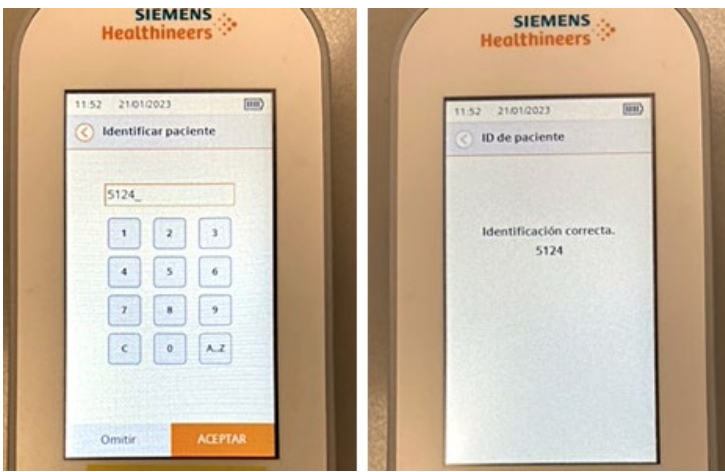 SIEMENS
Healthineers
11:52 21/01/2023
Identificar paciente
5124_
1 2 3
4 5 6
7 8 9
C 0 A..Z
Omitir ACEPTAR
SIEMENS
Healthineers
11:52 21/01/2023
ID de paciente
Identificación correcta.
5124